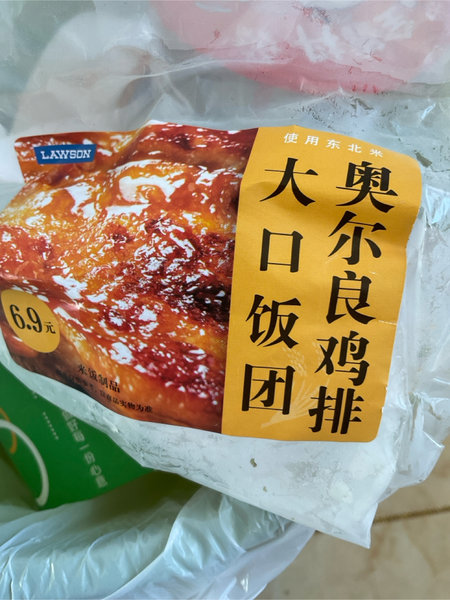 LAWSON
使用东北米
奥尔良鸡排
大口饭团
6.9元
米饭制品